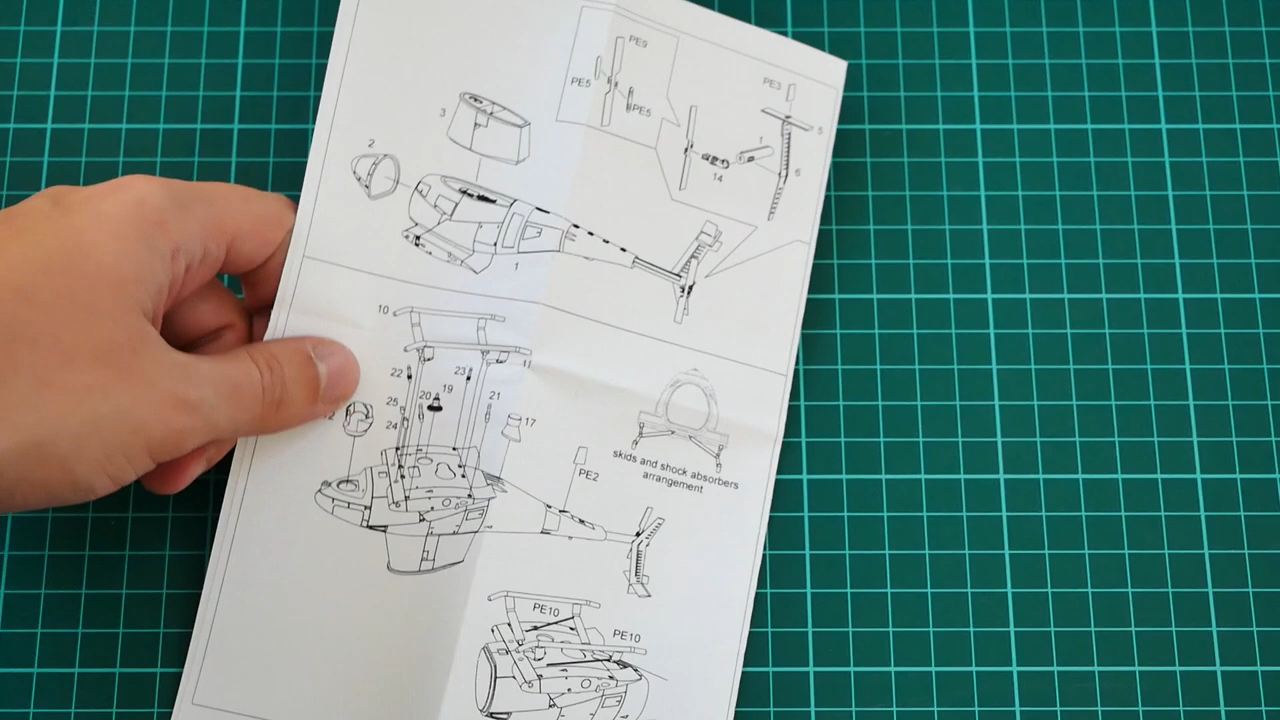 PE9
PE5
PE5
PE3
5
1
14
6
3
2
1
10
11
22
23
19
20
21
25
24
17
2
PE2
skids and shock absorbers
arrangement
PE10
PE10